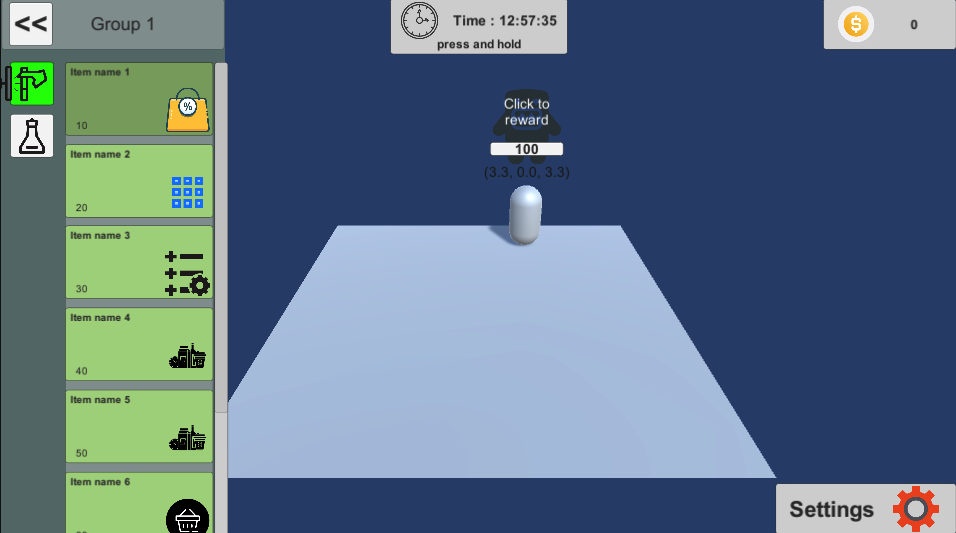 <<
Group 1
Time : 12:57:35
press and hold
0
Item name 1
%
10
Item name 2
20
Item name 3
30
Item name 4
40
Item name 5
50
Item name 6
Click to
reward
100
(3.3, 0.0, 3.3)
$
Settings